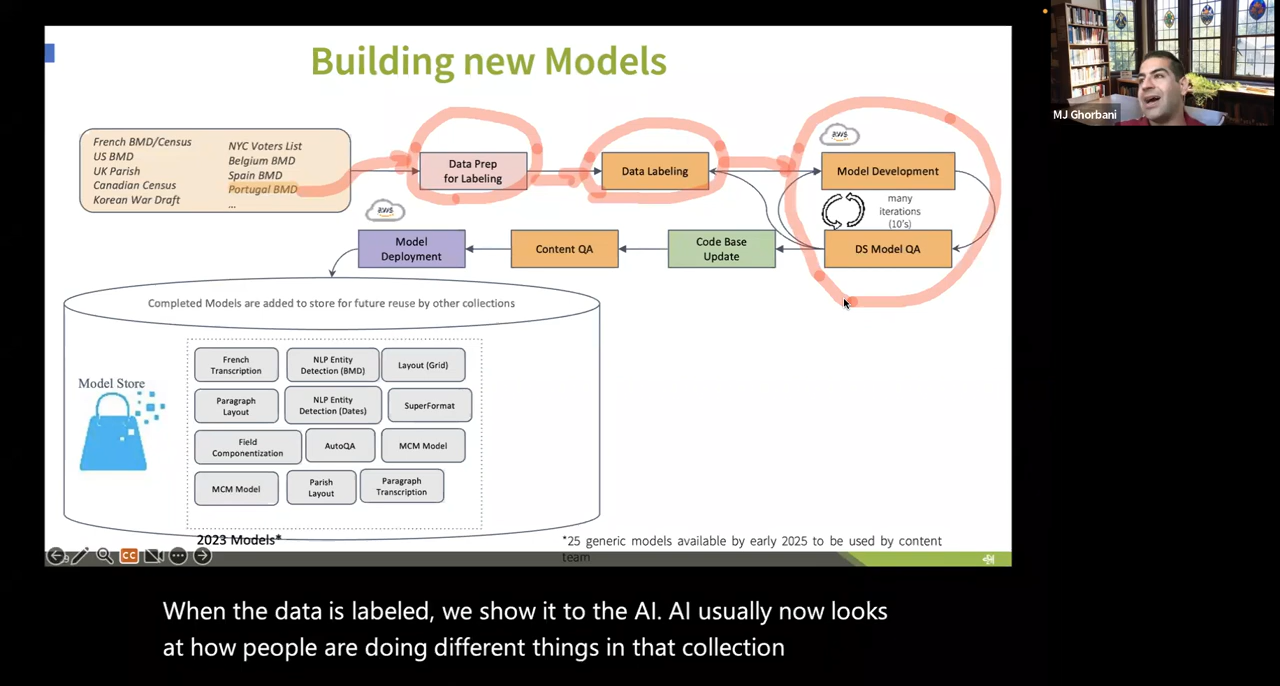 Building new Models
MJ Ghorbani
French BMD/Census
US BMD
UK Parish
Canadian Census
Korean War Draft
NYC Voters List
Belgium BMD
Spain BMD
Portugal BMD
...
Data Prep
for Labeling
Data Labeling
aws
Model Development
many
iterations
(10's)
DS Model QA
Code Base
Update
Content QA
aws
Model
Deployment
Completed Models are added to store for future reuse by other collections
Model Store
French
Transcription
NLP Entity
Detection (BMD)
Layout (Grid)
Paragraph
Layout
NLP Entity
Detection (Dates)
SuperFormat
Field
Componentization
AutoQA
MCM Model
MCM Model
Parish
Layout
Paragraph
Transcription
2023 Models*
*25 generic models available by early 2025 to be used by content
team
CC
When the data is labeled, we show it to the AI. AI usually now looks
at how people are doing different things in that collection